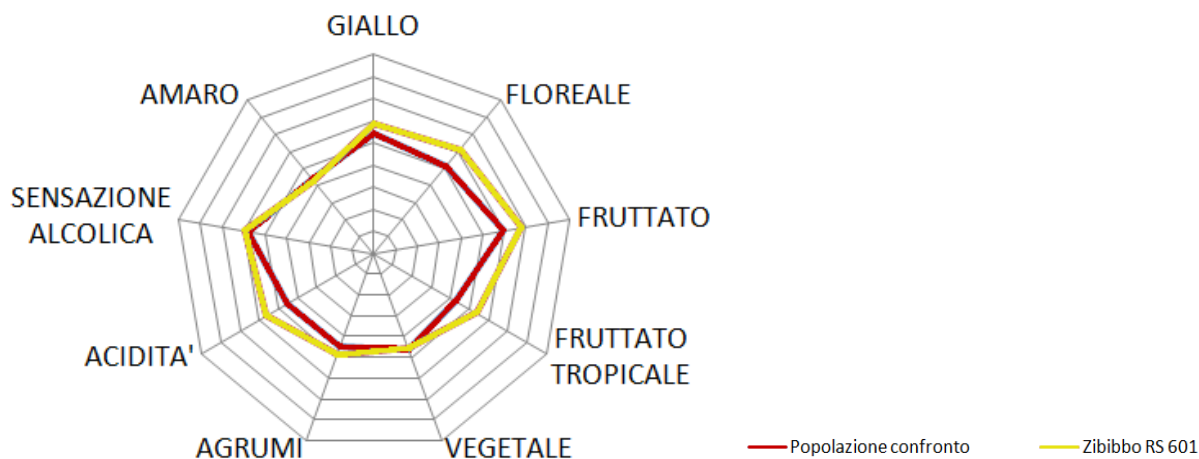 GIALLO
FLOREALE
FRUTTATO
FRUTTATO
TROPICALE
VEGETALE
AGRUMI
ACIDITA'
SENSAZIONE
ALCOLICA
AMARO
Popolazione confronto
Zibibbo RS 601